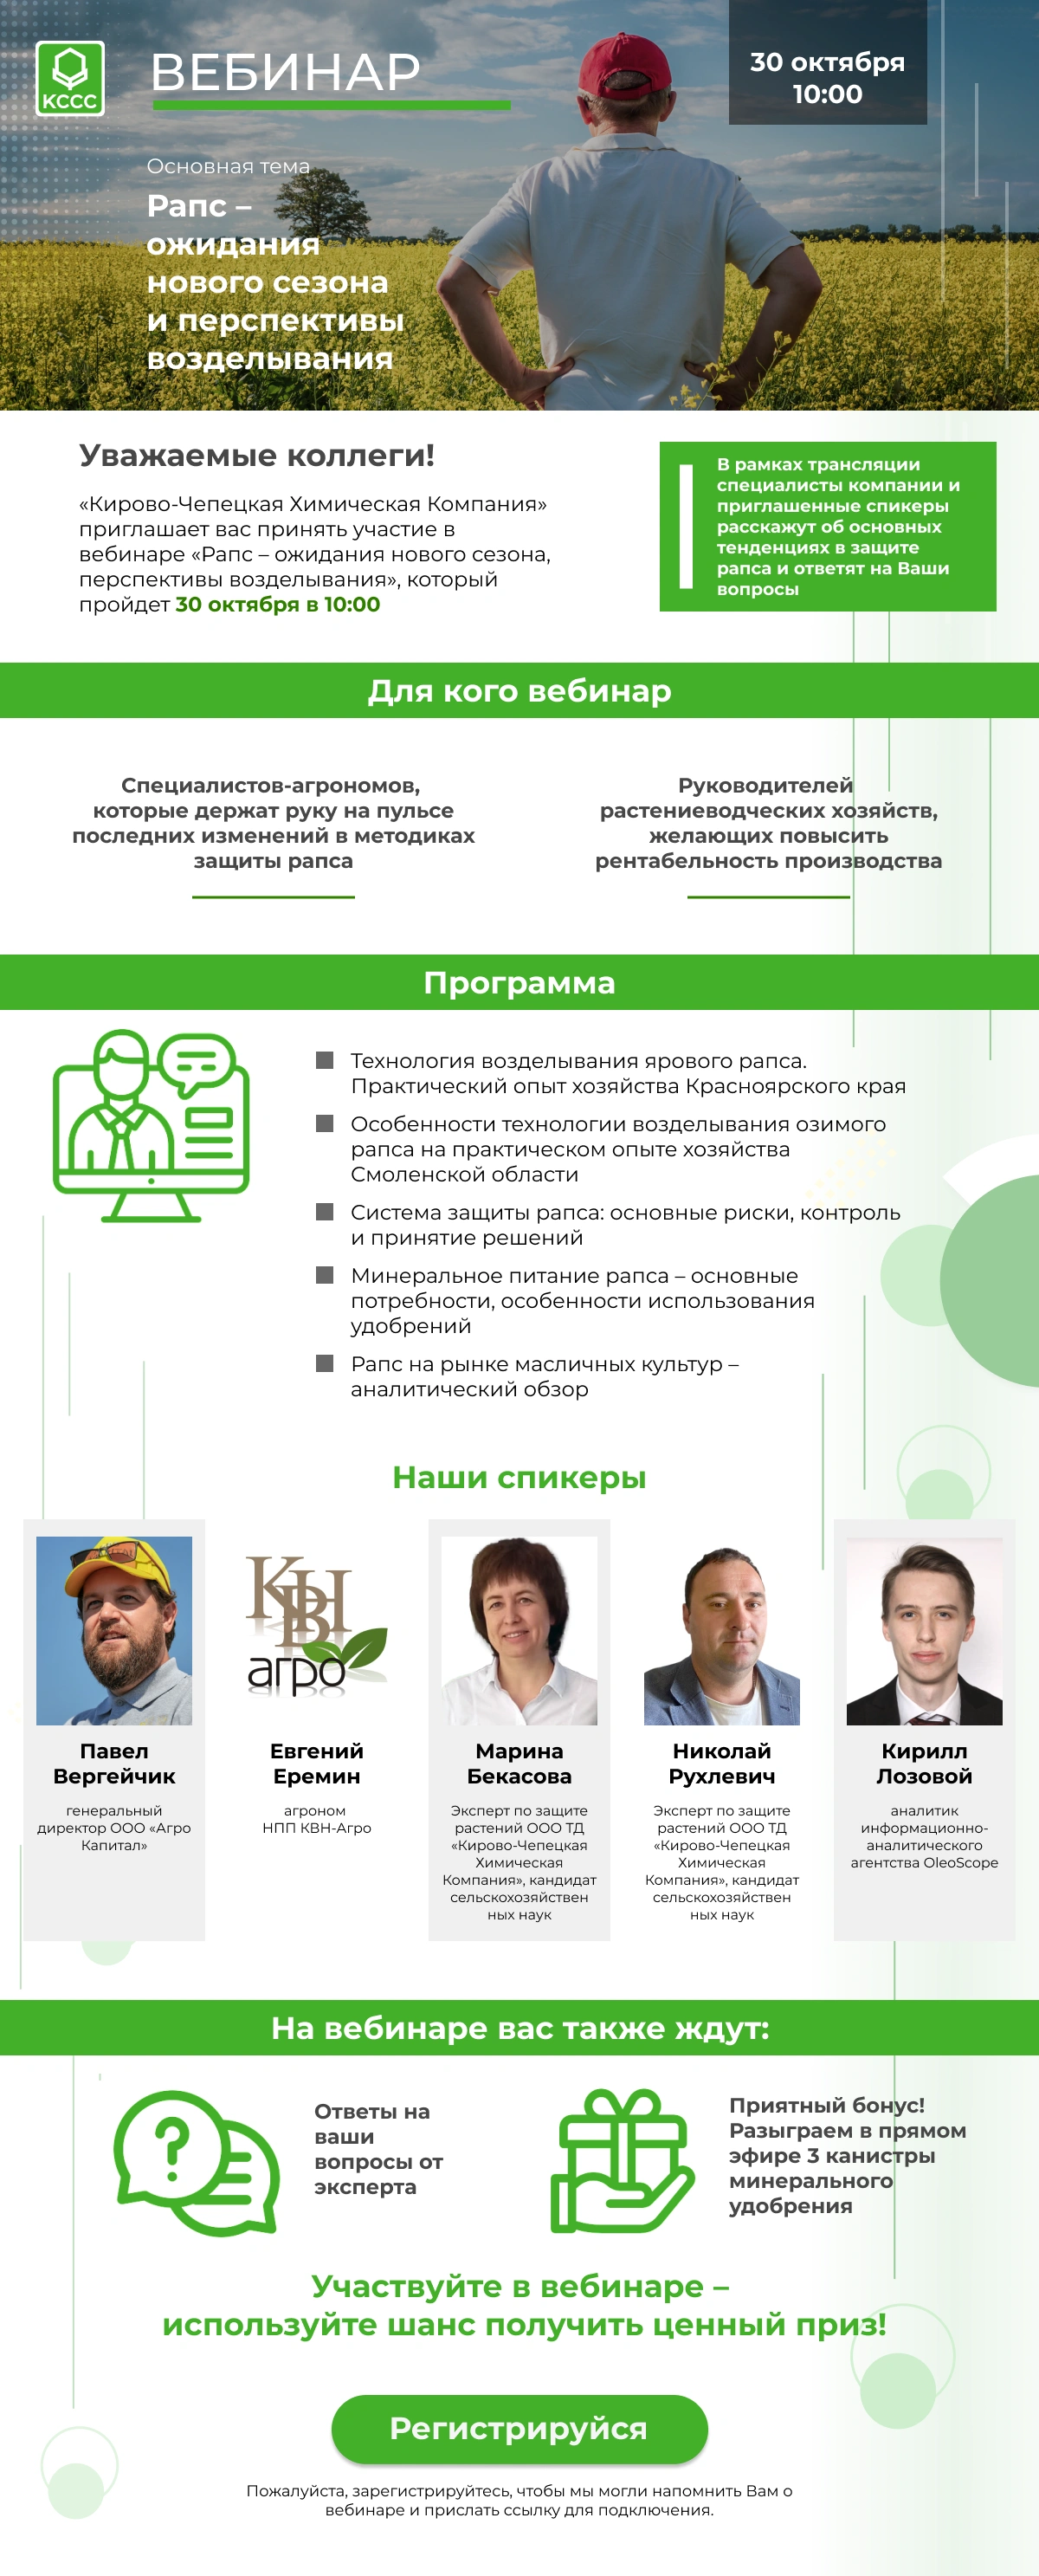 КССС
ВЕБИНАР
30 октября
10:00
Основная тема
Рапс –
ожидания
нового сезона
и перспективы
возделывания
Уважаемые коллеги!
«Кирово-Чепецкая Химическая Компания»
приглашает вас принять участие в
вебинаре «Рапс – ожидания нового сезона,
перспективы возделывания», который
пройдет 30 октября в 10:00
В рамках трансляции
специалисты компании и
приглашенные спикеры
расскажут об основных
тенденциях в защите
рапса и ответят на Ваши
вопросы
Для кого вебинар
Специалистов-агрономов,
которые держат руку на пульсе
последних изменений в методиках
защиты рапса
Руководителей
растениеводческих хозяйств,
желающих повысить
рентабельность производства
Программа
Технология возделывания ярового рапса.
Практический опыт хозяйства Красноярского края
Особенности технологии возделывания озимого
рапса на практическом опыте хозяйства
Смоленской области
Система защиты рапса: основные риски, контроль
и принятие решений
Минеральное питание рапса – основные
потребности, особенности использования
удобрений
Рапс на рынке масличных культур –
аналитический обзор
Наши спикеры
КВН
агро
Павел
Вергейчик
генеральный
директор ООО «Агро
Капитал»
Евгений
Еремин
агроном
НПП КВН-Агро
Марина
Бекасова
Эксперт по защите
растений ООО ТД
«Кирово-Чепецкая
Химическая
Компания», кандидат
сельскохозяйствен
ных наук
Николай
Рухлевич
Эксперт по защите
растений ООО ТД
«Кирово-Чепецкая
Химическая
Компания», кандидат
сельскохозяйствен
ных наук
Кирилл
Лозовой
аналитик
информационно-
аналитического
агентства OleoScope
На вебинаре вас также ждут:
Ответы на
ваши
вопросы от
эксперта
Приятный бонус!
Разыграем в прямом
эфире 3 канистры
минерального
удобрения
Участвуйте в вебинаре –
используйте шанс получить ценный приз!
Регистрируйся
Пожалуйста, зарегистрируйтесь, чтобы мы могли напомнить Вам о
вебинаре и прислать ссылку для подключения.